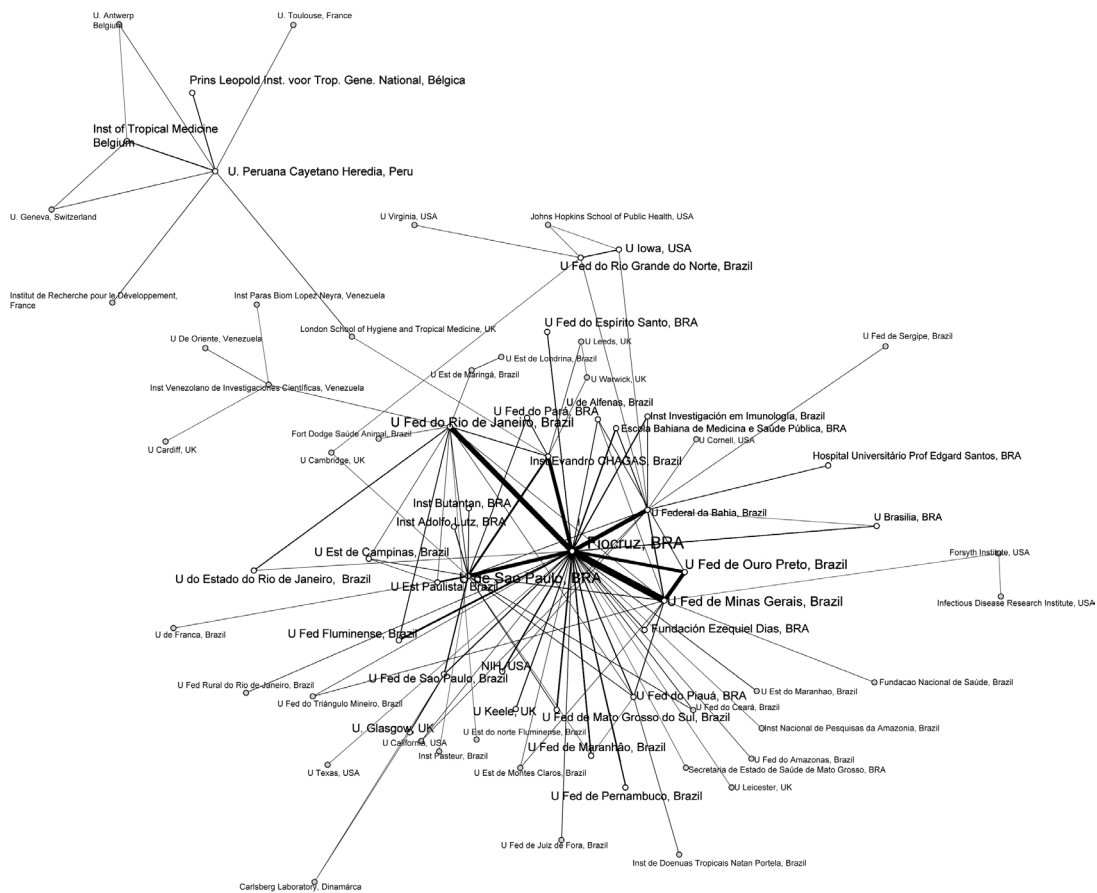 U. Antwerp
Belgium
U. Toulouse, France
Prins Leopold Inst. voor Trop. Gene. National, Bélgica
Inst of Tropical Medicine
Belgium
U. Peruana Cayetano Heredia, Peru
U. Geneva, Switzerland
U Virginia, USA
Johns Hopkins School of Public Health, USA
U Iowa, USA
U Fed do Rio Grande do Norte, Brazil
Institut de Recherche pour le Développement,
France
Inst Paras Biom Lopez Neyra, Venezuela
U Fed do Espírito Santo, BRA
London School of Hygiene and Tropical Medicine, UK
U De Oriente, Venezuela
U Leeds, UK
U Fed de Sergipe, Brazil
U Est de Londrina, Brazil
U Est de Maringá, Brazil
U Warwick, UK
Inst Venezolano de Investigaciones Científicas, Venezuela
U de Alfenas, Brazil
U Fed do Pará, BRA
Inst Investigación em Imunologia, Brazil
U Fed do Rio de Janeiro, Brazil
Escola Bahiana de Medicina e Saúde Pública, BRA
Fort Dodge Saúde Animal, Brazil
U Cornell, USA
U Cardiff, UK
U Cambridge, UK
Inst Evandro CHAGAS, Brazil
Hospital Universitário Prof Edgard Santos, BRA
Inst Butantan, BRA
U Federal da Bahia, Brazil
U Brasilia, BRA
Inst Adolfo Lutz, BRA
Fiocruz, BRA
U Est de Campinas, Brazil
Forsyth Institute, USA
U Fed de Ouro Preto, Brazil
U do Estado do Rio de Janeiro, Brazil
U de Sao Paulo, BRA
U Est Paulista, Brazil
U Fed de Minas Gerais, Brazil
Infectious Disease Research Institute, USA
U de Franca, Brazil
U Fed Fluminense, Brazil
Fundación Ezequiel Dias, BRA
NIH, USA
U Fed de Sao Paulo, Brazil
Fundacao Nacional de Saúde, Brazil
U Fed Rural do Rio de Janeiro, Brazil
U Est do Maranhao, Brazil
U Fed do Piauá, BRA
U Fed do Triângulo Mineiro, Brazil
U Fed do Ceará, Brazil
U Keele, UK
U Fed de Mato Grosso do Sul, Brazil
U. Glasgow, UK
Inst Nacional de Pesquisas da Amazonia, Brazil
U Est do norte Fluminense, Brazil
U California, USA
U Fed de Maranhão, Brazil
Inst Pasteur, Brazil
U Fed do Amazonas, Brazil
U Texas, USA
Secretaria de Estado de Saúde de Mato Grosso, BRA
U Est de Montes Claros, Brazil
U Leicester, UK
U Fed de Pernambuco, Brazil
U Fed de Juiz de Fora, Brazil
Inst de Doenuas Tropicais Natan Portela, Brazil
Carlsberg Laboratory, Dinamárca